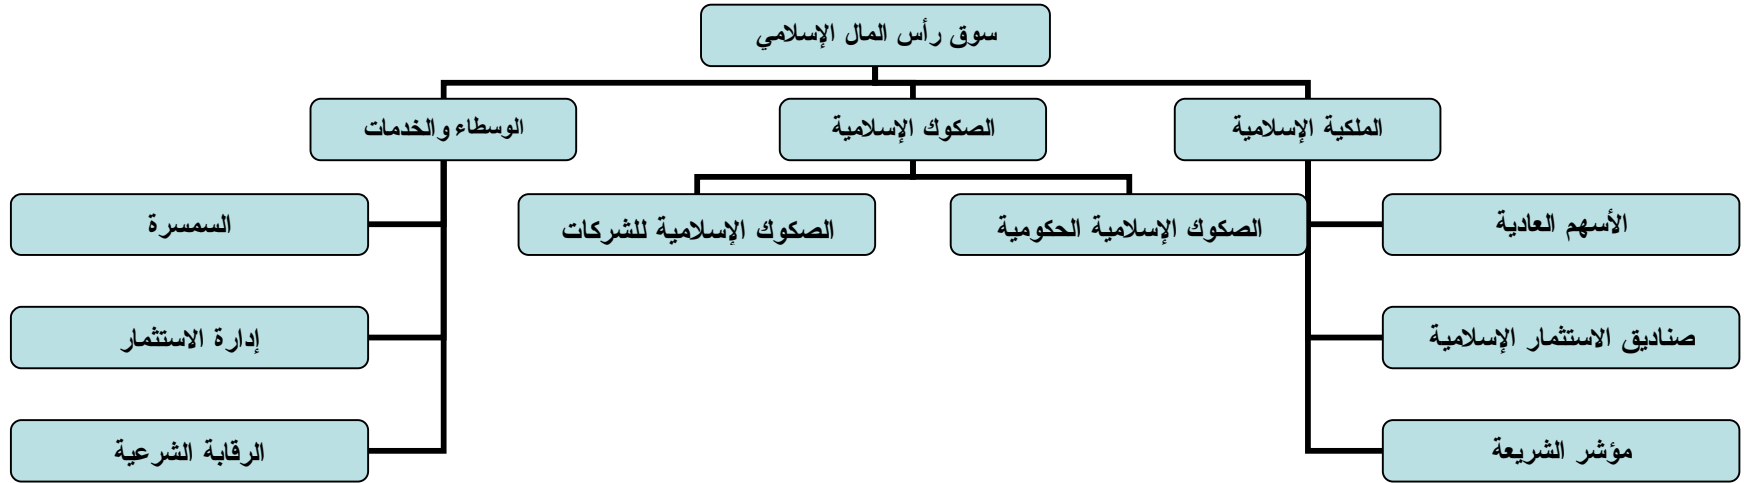 سوق رأس المال الإسلامي
الملكية الإسلامية
الصكوك الإسلامية
الوسطاء والخدمات
الأسهم العادية
الصكوك الإسلامية الحكومية
الصكوك الإسلامية للشركات
السمسرة
صناديق الاستثمار الإسلامية
إدارة الاستثمار
مؤشر الشريعة
الرقابة الشرعية